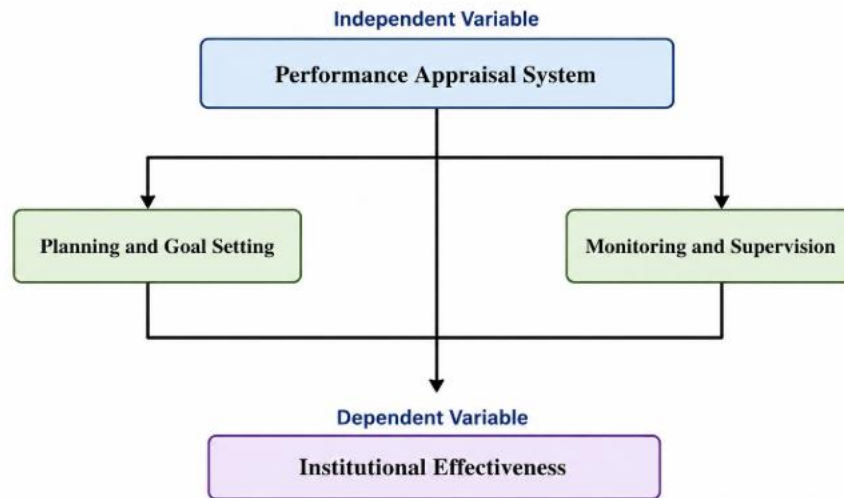 Independent Variable
Performance Appraisal System
Planning and Goal Setting
Monitoring and Supervision
Dependent Variable
Institutional Effectiveness